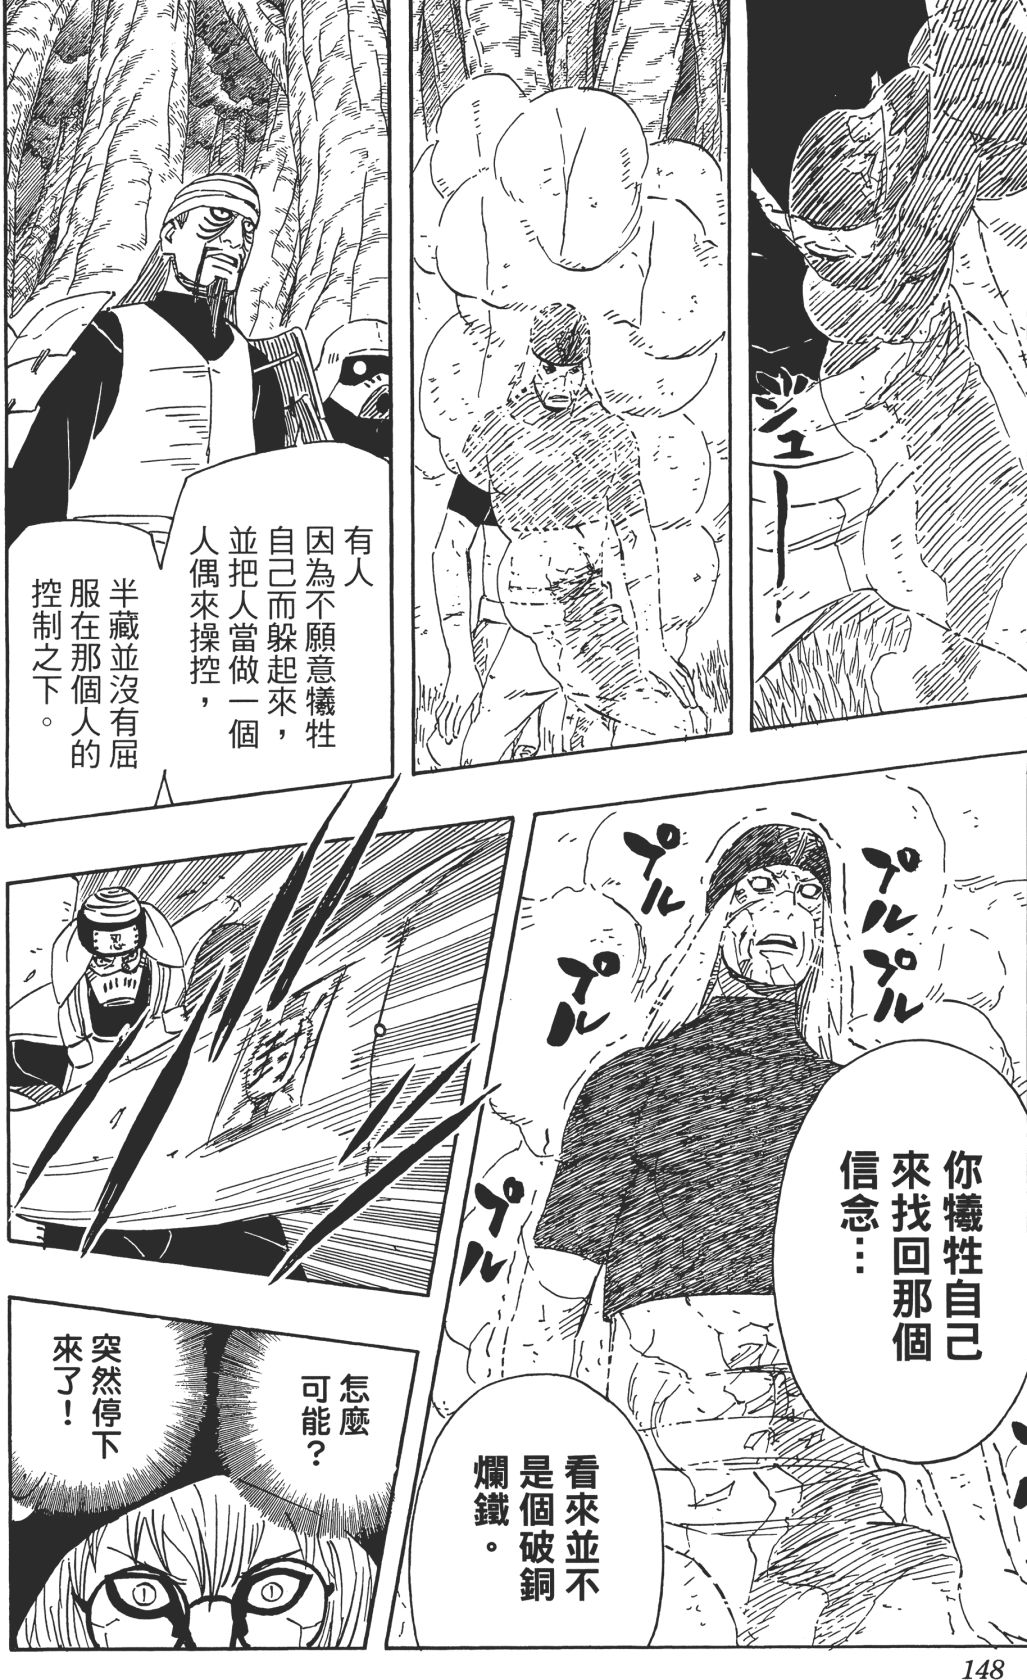 ジュー
有人
因為不願意犧牲
自己而躲起來，
並把人當做一個
人偶來操控，
半藏並沒有屈
服在那個人的
控制之下。
プル
プル
プル
プル
プル
你犧牲自己
來找回那個
信念…
看來並不
是個破銅
爛鐵。
忍
封
怎麼
可能？
突然停下
來了！
148